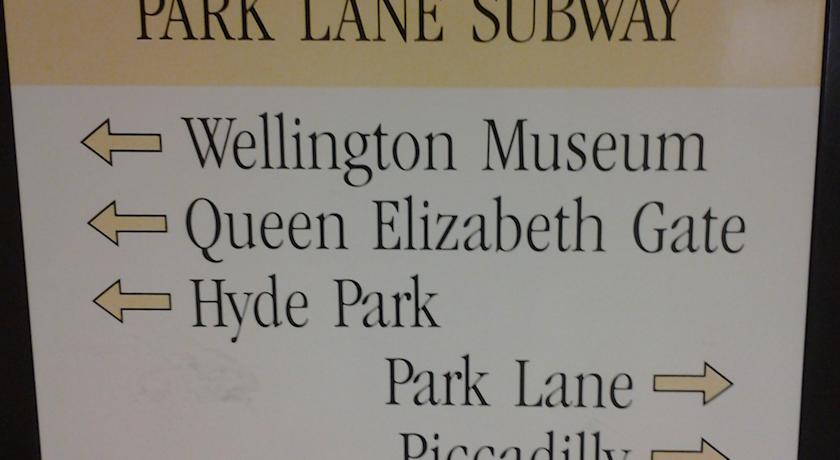 PARK LANE SUBWAY
Wellington Museum
Queen Elizabeth Gate
Hyde Park
Park Lane
Piccadilly